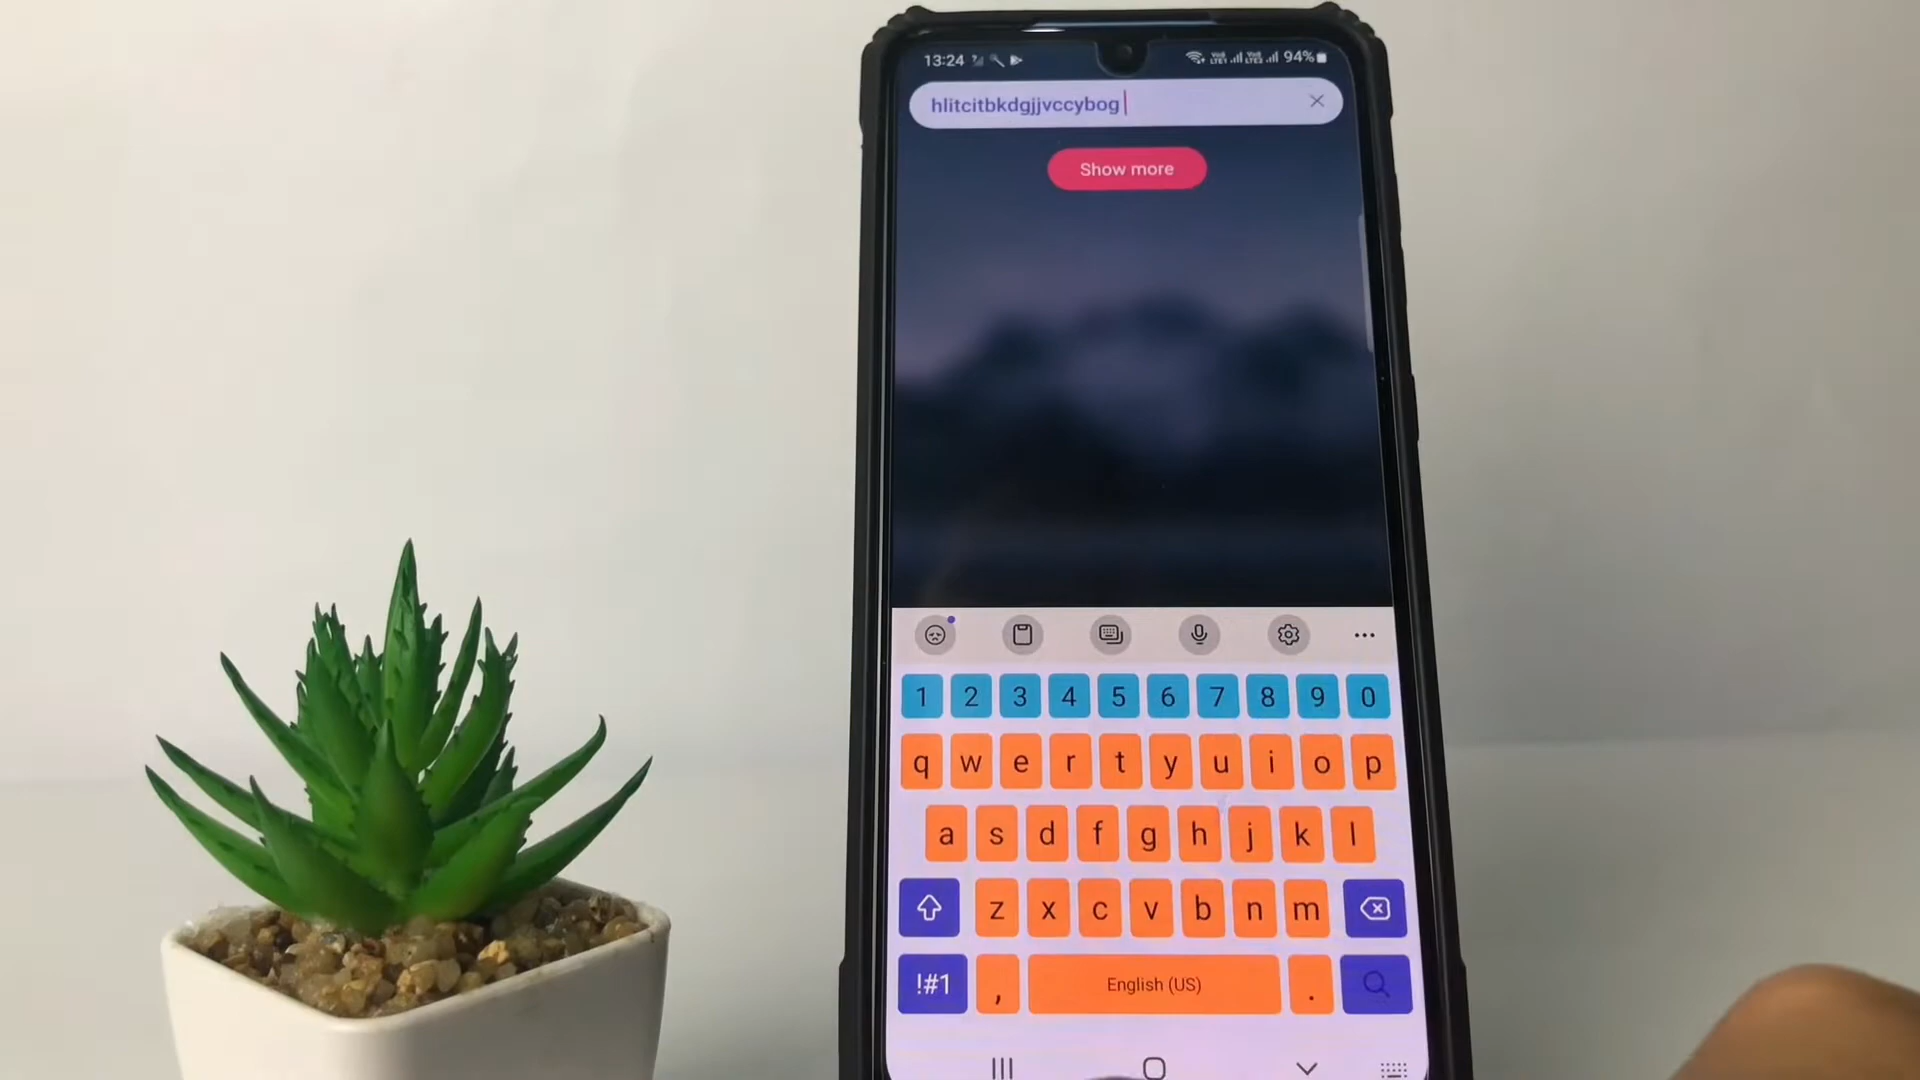 13:24 94%
hlitcitbkdgjjvccybog
Show more
1 2 3 4 5 6 7 8 9 0
q w e r t y u i o p
a s d f g h j k l
z x c v b n m
!#1 , English (US) .